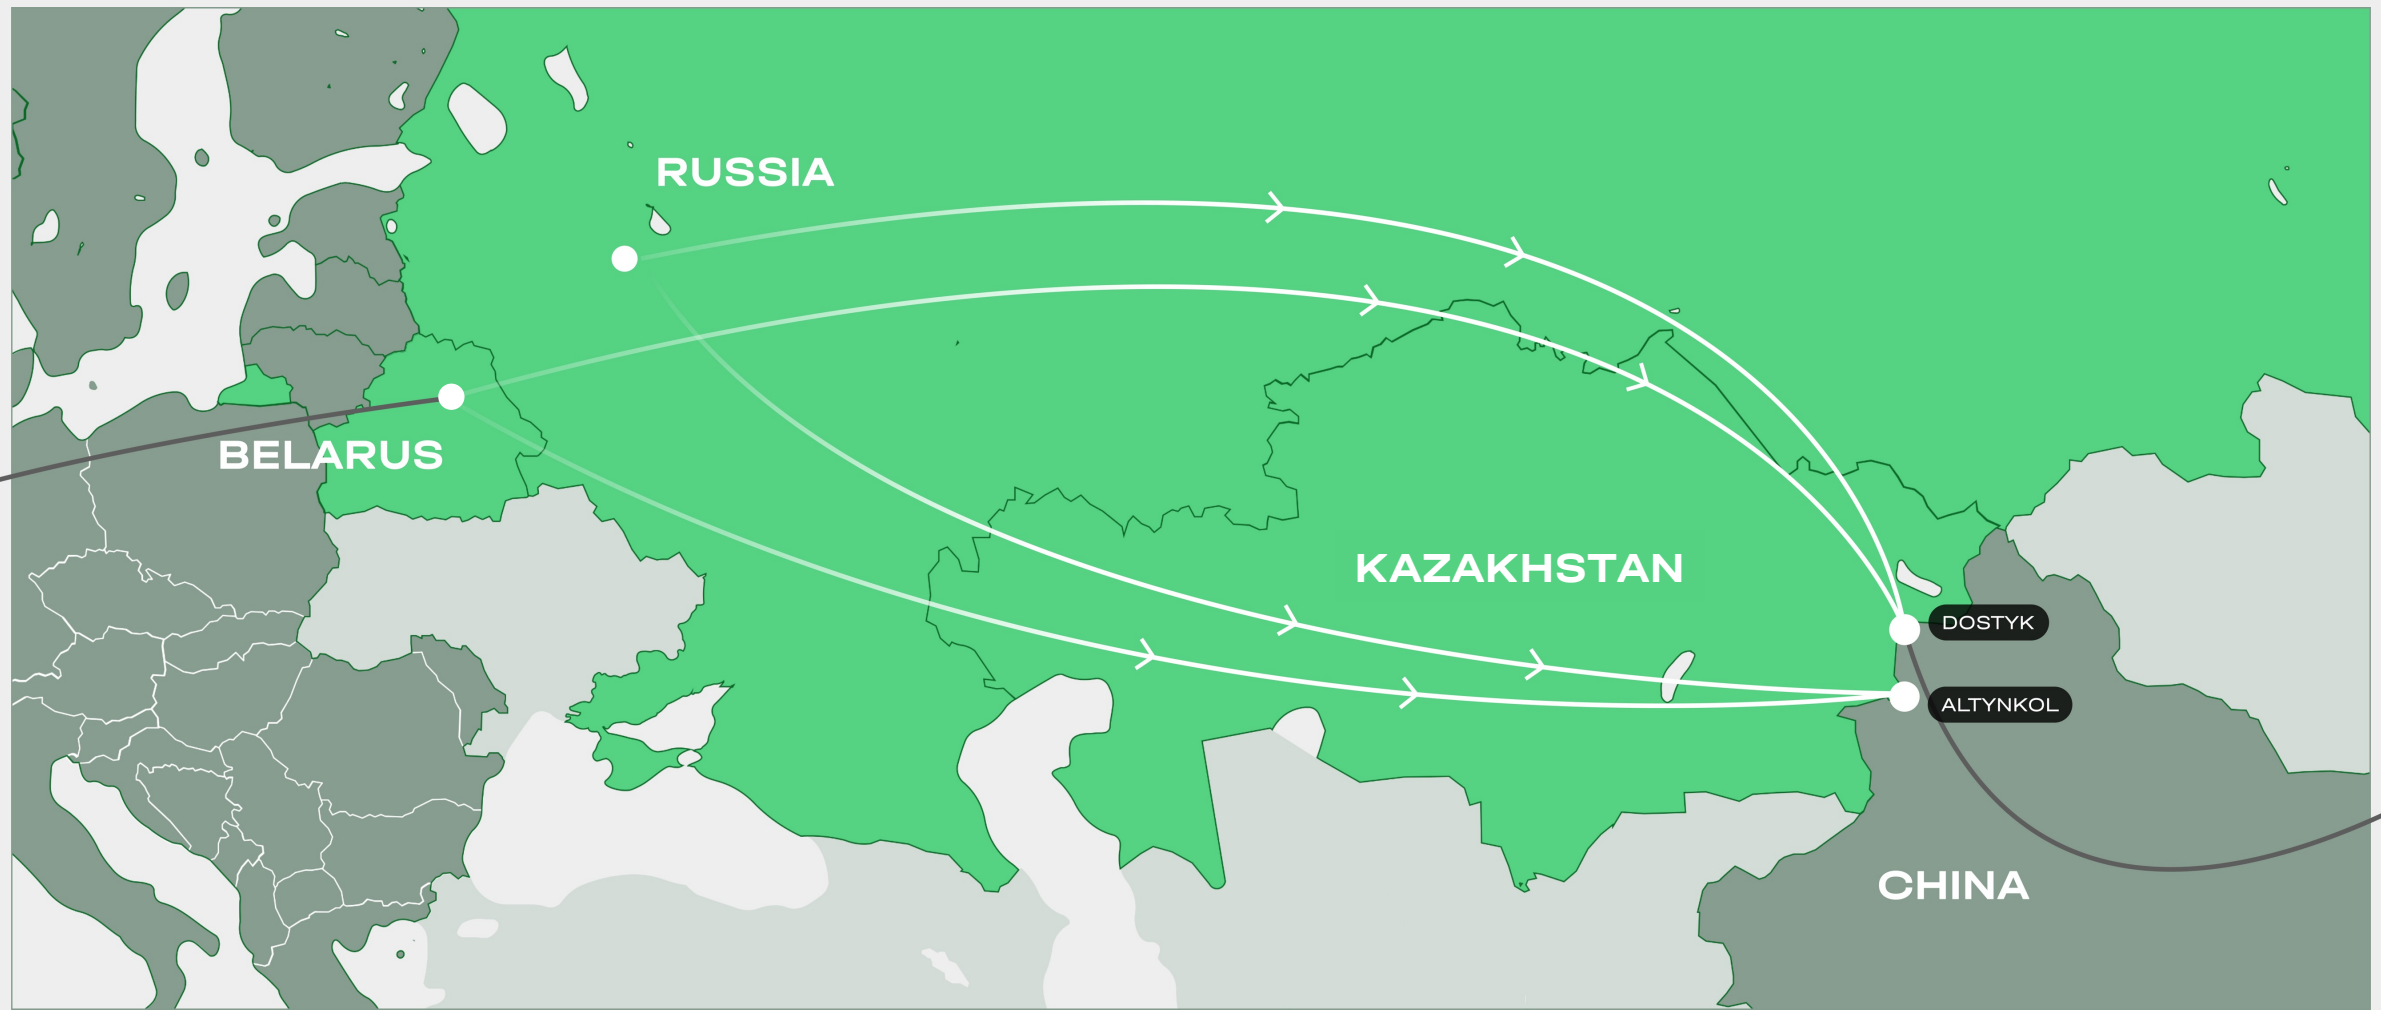 RUSSIA
BELARUS
KAZAKHSTAN
DOSTYK
ALTYNKOL
CHINA